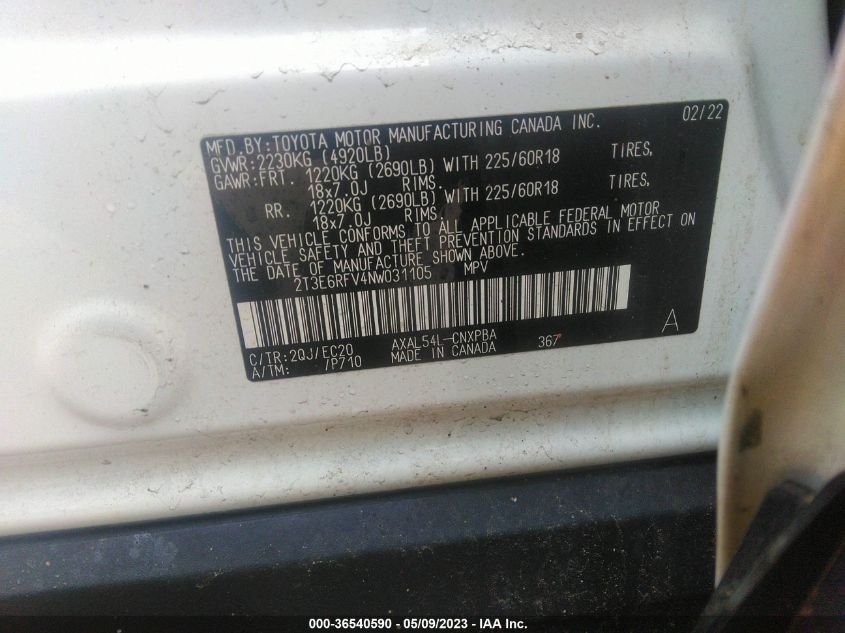 MFD.BY:TOYOTA MOTOR MANUFACTURING CANADA INC. 02/22
GVWR:2230KG (4920LB)
GAWR:FRT. 1220KG (2690LB) WITH 225/60R18 TIRES,
18x7.0J RIMS.
RR. 1220KG (2690LB) WITH 225/60R18 TIRES,
18x7.0J RIMS.
THIS VEHICLE CONFORMS TO ALL APPLICABLE FEDERAL MOTOR
VEHICLE SAFETY AND THEFT PREVENTION STANDARDS IN EFFECT ON
THE DATE OF MANUFACTURE SHOWN ABOVE.
2T3E6RFV4NW031105 MPV
C/TR:2QJ/EC20 AXAL54L-CNXPBA 367 A
A/TM: /P710 MADE IN CANADA
000-36540590 - 05/09/2023 - IAA Inc.